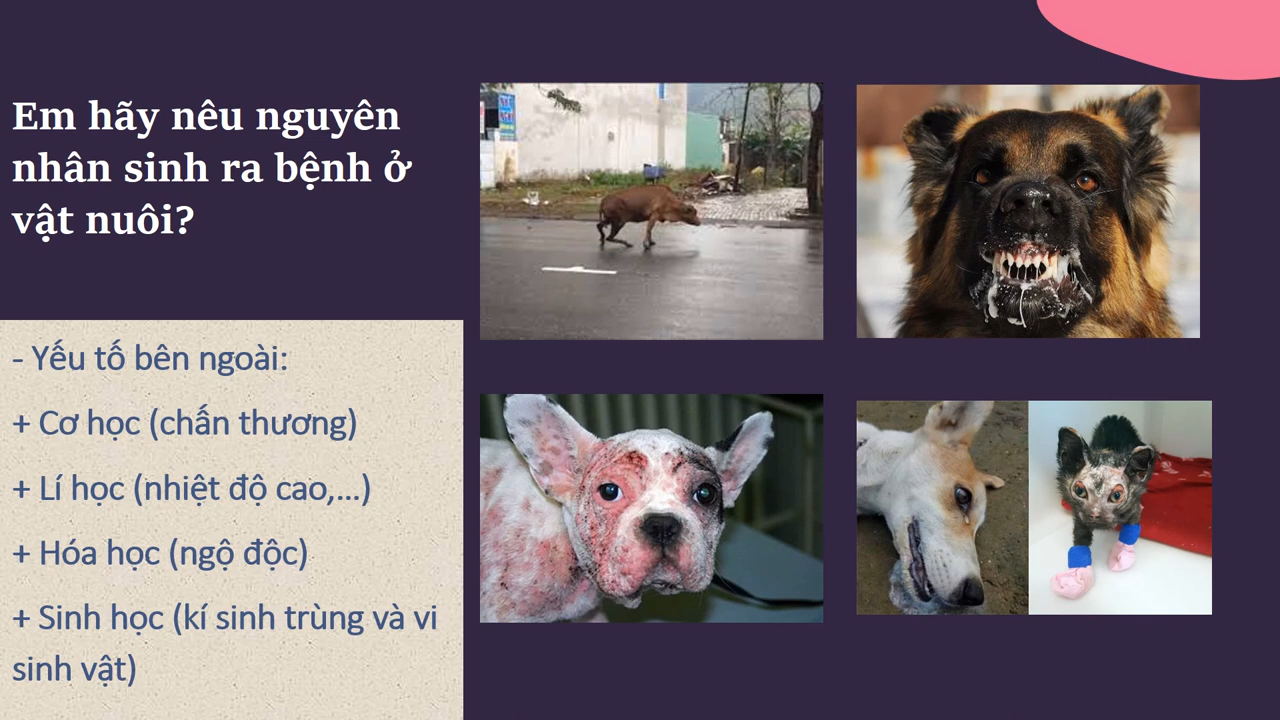 Em hãy nêu nguyên
nhân sinh ra bệnh ở
vật nuôi?
- Yếu tố bên ngoài:
+ Cơ học (chấn thương)
+ Lí học (nhiệt độ cao,...)
+ Hóa học (ngộ độc)
+ Sinh học (kí sinh trùng và vi
sinh vật)